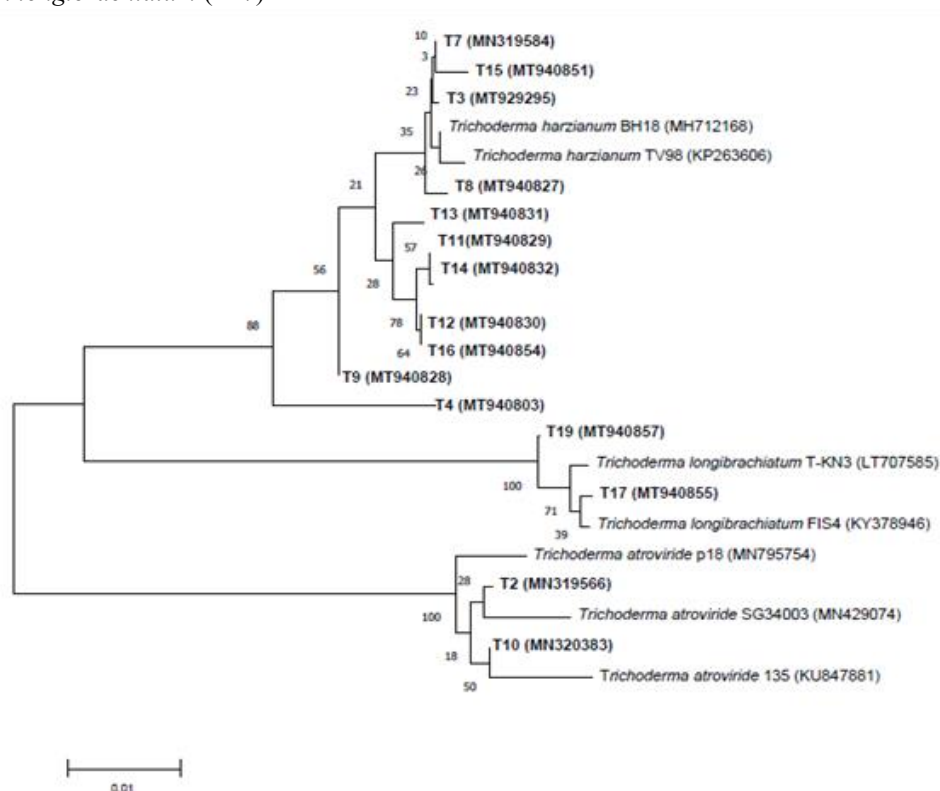 10
T7 (MN319584)
3
T15 (MT940851)
23
T3 (MT929295)
Trichoderma harzianum BH18 (MH712168)
35
Trichoderma harzianum TV98 (KP263606)
26
T8 (MT940827)
21
T13 (MT940831)
57
T11(MT940829)
T14 (MT940832)
56
28
78
T12 (MT940830)
88
64
T16 (MT940854)
T9 (MT940828)
T4 (MT940803)
T19 (MT940857)
Trichoderma longibrachiatum T-KN3 (LT707585)
100
T17 (MT940855)
71
Trichoderma longibrachiatum FIS4 (KY378946)
39
Trichoderma atroviride p18 (MN795754)
28
T2 (MN319566)
100
Trichoderma atroviride SG34003 (MN429074)
T10 (MN320383)
18
Trichoderma atroviride 135 (KU847881)
50
0.01